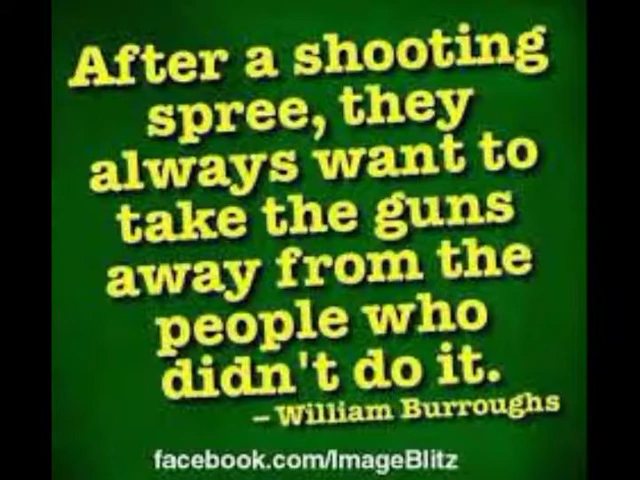 After a shooting
spree, they
always want to
take the guns
away from the
people who
didn't do it.
– William Burroughs
facebook.com/ImageBlitz